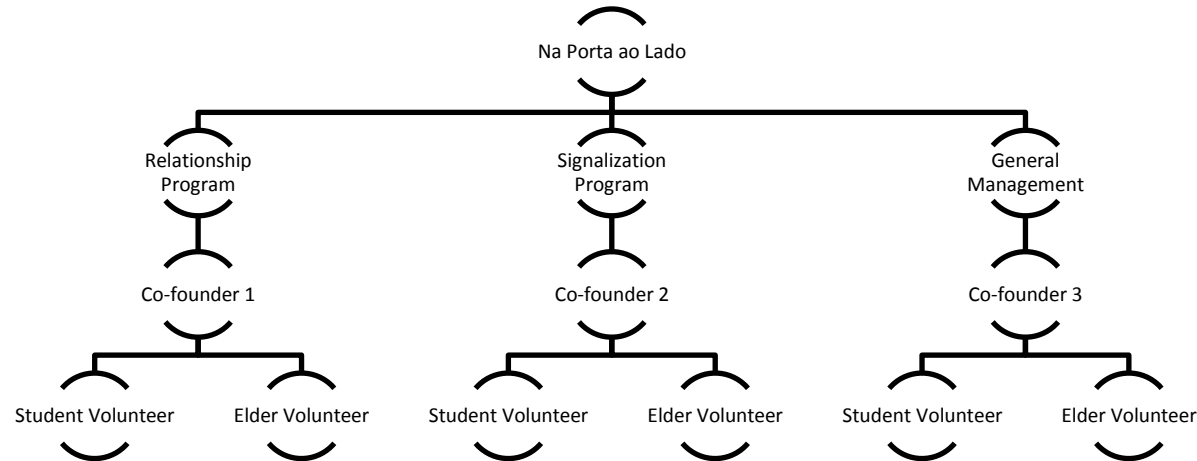 Na Porta ao Lado
Relationship
Program
Signalization
Program
General
Management
Co-founder 1
Co-founder 2
Co-founder 3
Student Volunteer
Elder Volunteer
Student Volunteer
Elder Volunteer
Student Volunteer
Elder Volunteer